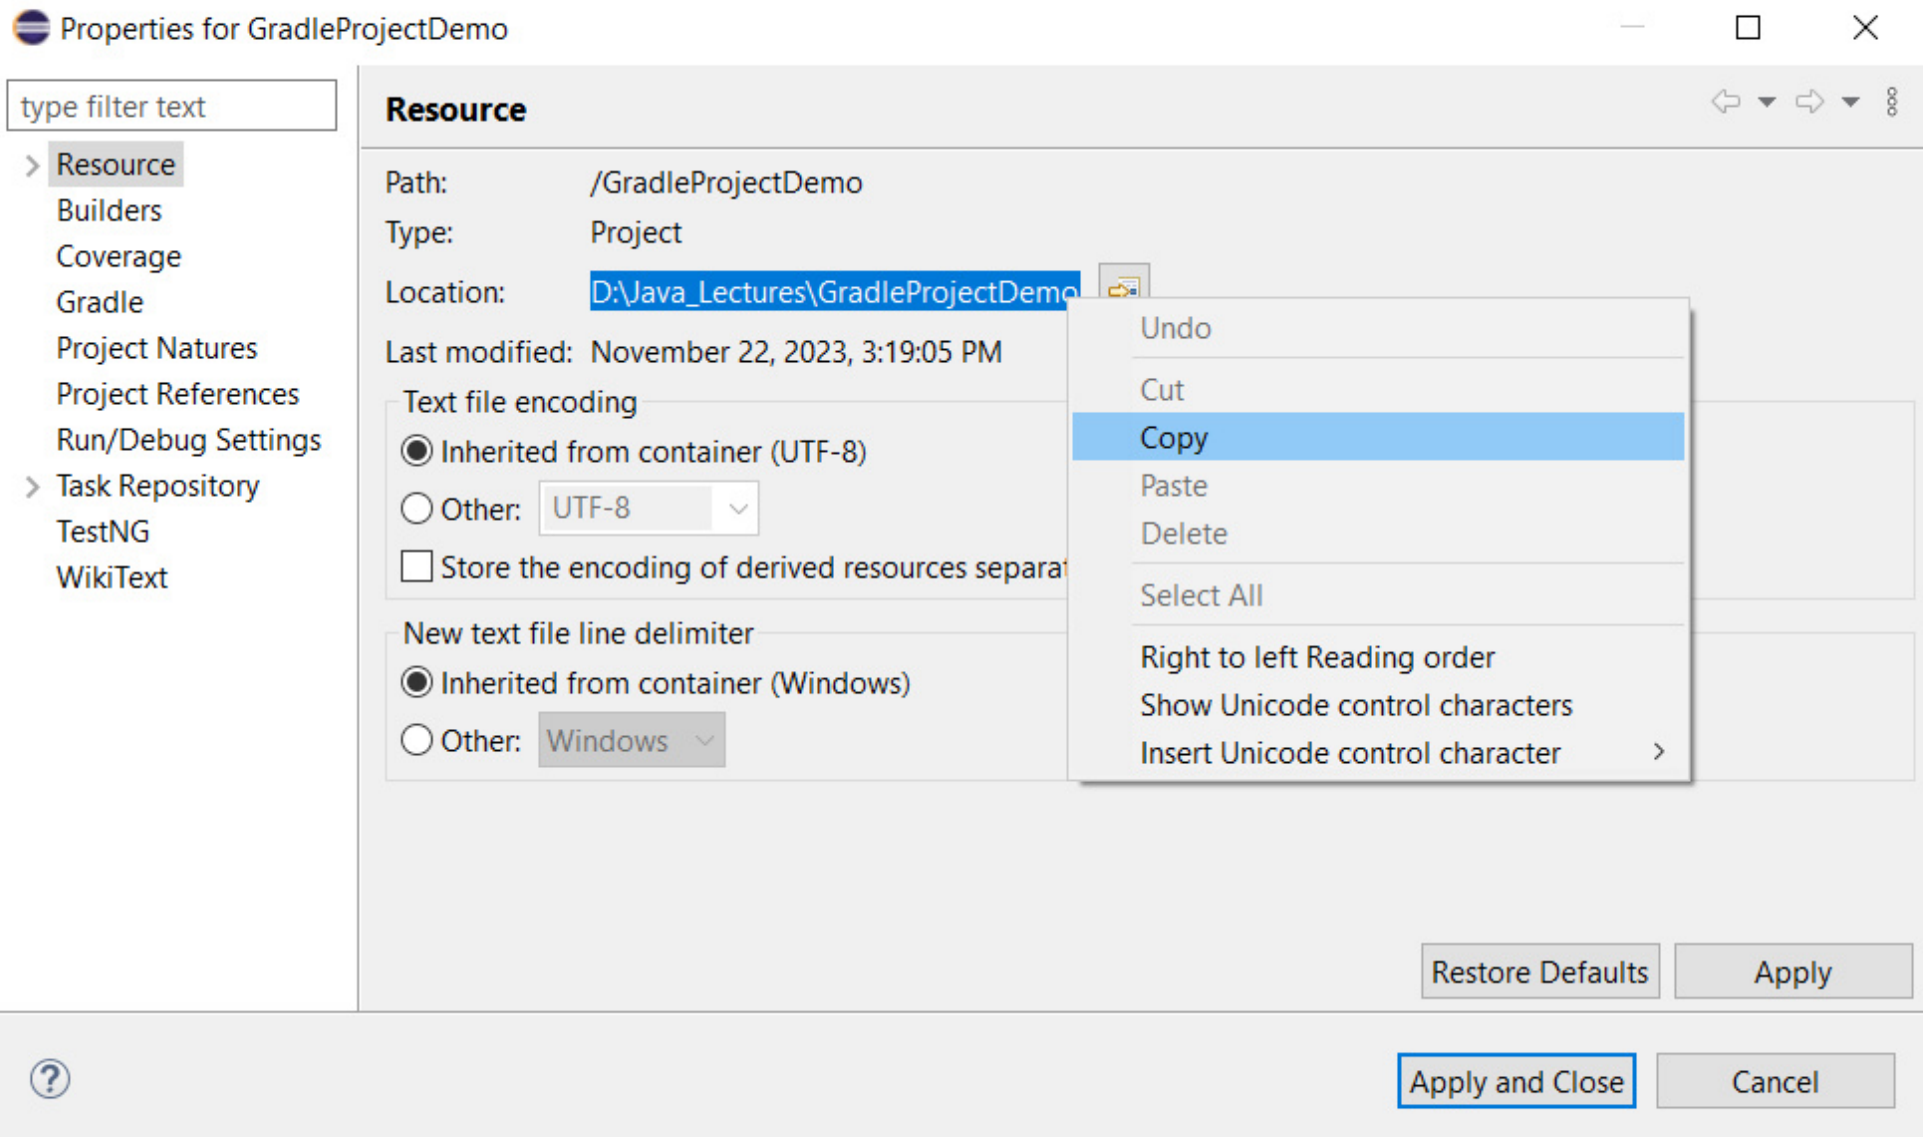 Properties for GradleProjectDemo
type filter text
Resource
Builders
Coverage
Gradle
Project Natures
Project References
Run/Debug Settings
Task Repository
TestNG
WikiText
Resource
Path: /GradleProjectDemo
Type: Project
Location: D:\Java_Lectures\GradleProjectDemo
Last modified: November 22, 2023, 3:19:05 PM
Text file encoding
Inherited from container (UTF-8)
Other: UTF-8
Store the encoding of derived resources separat
New text file line delimiter
Inherited from container (Windows)
Other: Windows
Undo
Cut
Copy
Paste
Delete
Select All
Right to left Reading order
Show Unicode control characters
Insert Unicode control character
Restore Defaults
Apply
Apply and Close
Cancel